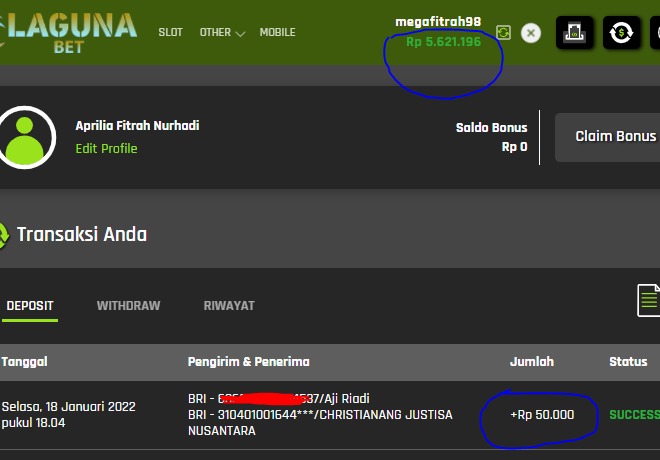 LAGUNA
BET
SLOT
OTHER
MOBILE
megafitrah98
Rp 5.621.196
Aprilia Fitrah Nurhadi
Edit Profile
Saldo Bonus
Rp 0
Claim Bonus
Transaksi Anda
DEPOSIT
WITHDRAW
RIWAYAT
Tanggal
Pengirim & Penerima
Jumlah
Status
Selasa, 18 Januari 2022
pukul 18.04
BRI - 537/Aji Riadi
BRI - 310401001644***/CHRISTIANANG JUSTISA
NUSANTARA
+Rp 50.000
SUCCESS